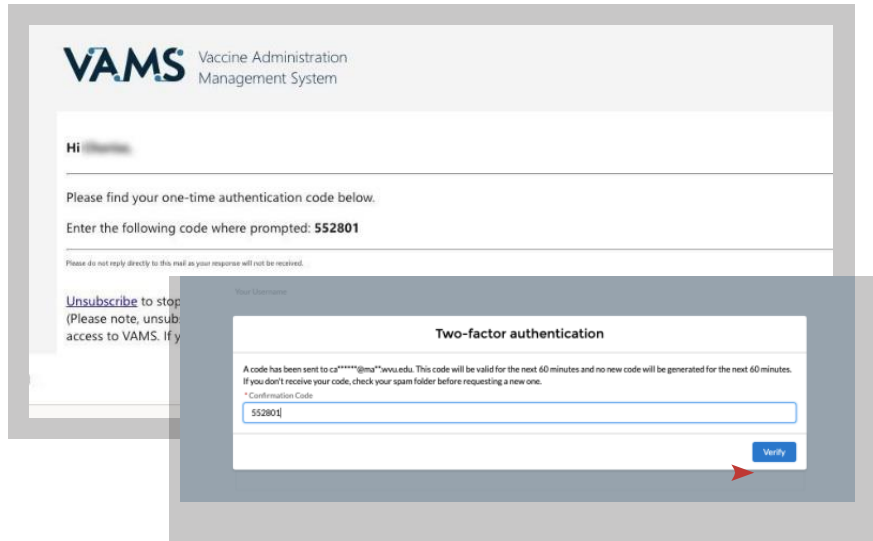 VAMS Vaccine Administration
Management System
Hi
Please find your one-time authentication code below.
Enter the following code where prompted: 552801
Please do not reply directly to this mail as your response will not be received.
Unsubscribe to stop
(Please note, unsub
access to VAMS. If y
Your Username
Two-factor authentication
A code has been sent to ca******@ma**.wvu.edu. This code will be valid for the next 60 minutes and no new code will be generated for the next 60 minutes.
If you don't receive your code, check your spam folder before requesting a new one.
* Confirmation Code
552801
Verify